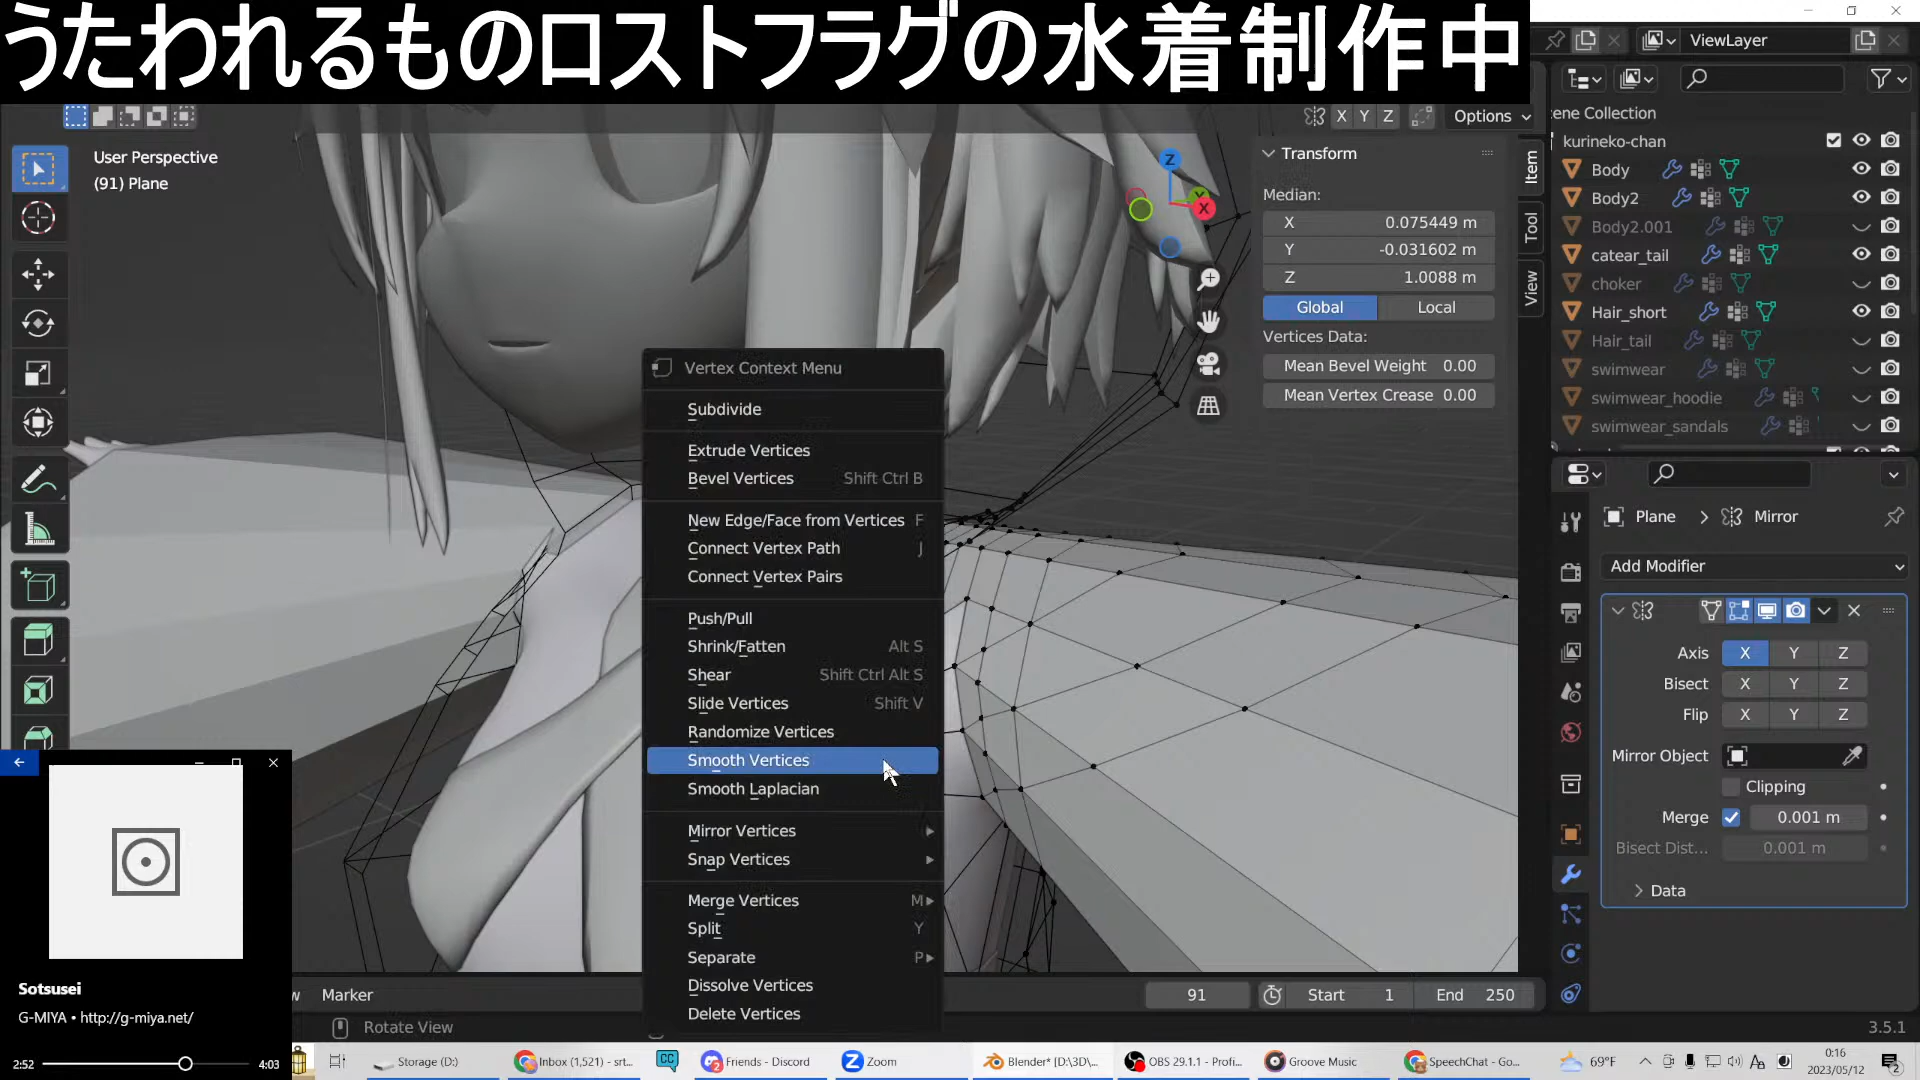 うたわれるものロストフラグの水着制作中
ViewLayer
X Y Z
Options
User Perspective
(91) Plane
Z
Y
X
Transform
Median:
X 0.075449 m
Y -0.031602 m
Z 1.0088 m
Global Local
Vertices Data:
Mean Bevel Weight 0.00
Mean Vertex Crease 0.00
Item
Tool
View
cene Collection
kurineko-chan
Body
Body2
Body2.001
catear_tail
choker
Hair_short
Hair_tail
swimwear
swimwear_hoodie
swimwear_sandals
Plane > Mirror
Add Modifier
Axis X Y Z
Bisect X Y Z
Flip X Y Z
Mirror Object
Clipping
Merge 0.001 m
Bisect Dist... 0.001 m
Data
Vertex Context Menu
Subdivide
Extrude Vertices
Bevel Vertices Shift Ctrl B
New Edge/Face from Vertices F
Connect Vertex Path J
Connect Vertex Pairs
Push/Pull
Shrink/Fatten Alt S
Shear Shift Ctrl Alt S
Slide Vertices Shift V
Randomize Vertices
Smooth Vertices
Smooth Laplacian
Mirror Vertices
Snap Vertices
Merge Vertices M
Split Y
Separate P
Dissolve Vertices
Delete Vertices
Sotsusei
G-MIYA • http://g-miya.net/
2:52 4:03
w Marker
91 Start 1 End 250
Rotate View
3.5.1
Storage (D:)
Inbox (1,521) - srt...
CC
Friends - Discord
Zoom
Blender* [D:\3D\...
OBS 29.1.1 - Profi...
Groove Music
SpeechChat - Go...
69°F
A
0:16
2023/05/12
2